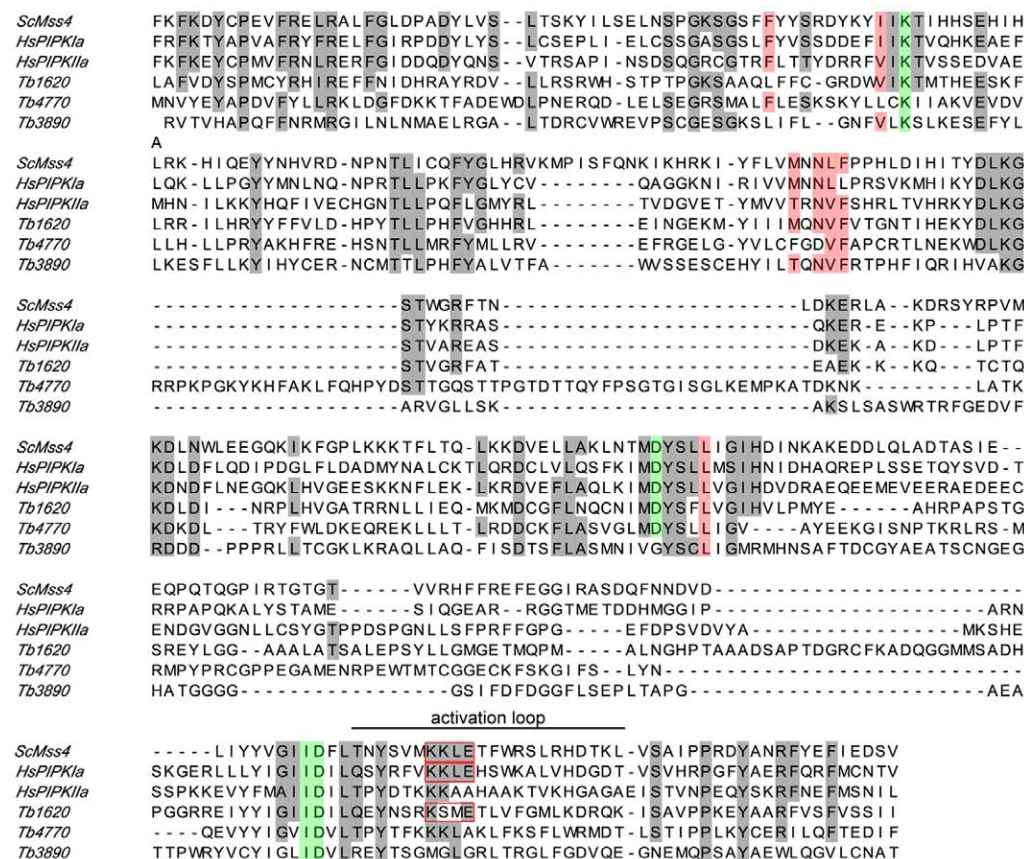 ScMss4 FKFKDYCPEVFRELRALFGLDPADYLVS--LTSKYILSELNSPGKSGSFFYYSRDYKYIIKTIHHSEHIH
HsPIPKIa FRFKTYAPVAFRYFRELFGIRPDDYLYS--LCSEPLI-ELCSSGASGSLFYVSSDDEFIIKTVQHKEAEF
HsPIPKIIa FKFKEYCPMVFRNLRERFGIDDQDYQNS--VTRSAPI-NSDSQGRCGTRFLTTYDRRFVIKTVSSEDVAE
Tb1620 LAFVDYSPMCYRHIREFFNIDHRAYRDV--LLRSRWH-STPTPGKSAAQLFFC-GRDWVIKTMTHEESKF
Tb4770 MNVYEYAPDVFYLLRKLDGFDKKTFADEWDLPNERQD-LELSEGRSMALFLESKSKYLLCKIIAKVEVDV
Tb3890 RVTVHAPQFFNRMRGILNLNMAELRGA--LTDRCVWREVPSCGESGKSLIFL--GNFVLKSLKESEFYL
A
ScMss4 LRK-HIQEYYNHVRD-NPNTLICQFYGLHRVKMPISFQNKIKHRKI-YFLVMNNLFPPHLDIHITYDLKG
HsPIPKIa LQK-LLPGYYMNLNQ-NPRTLLPKFYGLYCV--------QAGGKNI-RIVVMNNLLPRSVKMHIKYDLKG
HsPIPKIIa MHN-ILKKYHQFIVECHGNTLLPQFLGMYRL--------TVDGVET-YMVVTRNVFSHRLTVHRKYDLKG
Tb1620 LRR-ILHRYYFFVLD-HPYTLLPHFVGHHRL--------EINGEKM-YIIIMQNVFVTGNTIHEKYDLKG
Tb4770 LLH-LLPRYAKHFRE-HSNTLLMRFYMLLRV--------EFRGELG-YVLCFGDVFAPCRTLNEKWDLKG
Tb3890 LKESFLLKYIHYCER-NCMTTLPHFYALVTFA-------WVSSESCEHYILTQNVFRTPHFIQRIHVAKG
ScMss4 --------------------STWGRFTN------------------------LDKERLA--KDRSYRPVM
HsPIPKIa --------------------STYKRRAS-------------------------QKER-E--KP---LPTF
HsPIPKIIa --------------------STVAREAS-------------------------DKEK-A--KD---LPTF
Tb1620 --------------------STVGRFAT-------------------------EAEK-K--KQ---TCTQ
Tb4770 RRPKPGKYKHFAKLFQHPYDSTTGQSTTPGTDTTQYFPSGTGISGLKEMPKATDKNK---------LATK
Tb3890 --------------------ARVGLLSK-------------------------AKSLSASWRTRFGEDVF
ScMss4 KDLNWLEEGQKIKFGPLKKKTFLTQ-LKKDVELLAKLNTMDYSLLIGIHDINKAKEDDLQLADTASIE--
HsPIPKIa KDLDFLQDIPDGLFLDADMYNALCKTLQRDCLVLQSFKIMDYSLLMSIHNIDHAQREPLSSETQYSVD-T
HsPIPKIIa KDNDFLNEGQKLHVGEESKKNFLEK-LKRDVEFLAQLKIMDYSLLVGIHDVDRAEQEEMEVEERAEDEEC
Tb1620 KDLDI---NRPLHVGATRRNLLIEQ-MKMDCGFLNQCNIMDYSFLVGIHVLPMYE-----AHRPAPSTG
Tb4770 KDKDL----TRYFWLDKEQREKLLLT-LRDCKFLASVGLMDYSLLIGV----AYEEKGISNPTKRLRS-M
Tb3890 RDDD--PPPRLLTCGKLKRAQLLAQ-FISDTSFLASMNIVGYSCLIGMRMHNSAFTDCGYAEATSCNGEG
ScMss4 EQPQTQGPIRTGTGT------VVRHFFREFEGGIRASDQFNNDVD-------------------------
HsPIPKIa RRPAPQKALYSTAME------SIQGEAR--RGGTMETDDHMGGIP----------------------ARN
HsPIPKIIa ENDGVGGNLLCSYGTPPDSPGNLLSFPRFFGPG-----EFDPSVDVYA-----------------MKSHE
Tb1620 SREYLGG--AAALATSALEPSYLLGMGETMQPM-----ALNGHPTAAADSAPTDGRCFKADQGGMMSADH
Tb4770 RMPYPRCGPPEGAMENRPEWTMTCGGECKFSKGIFS--LYN-----------------------------
Tb3890 HATGGGG-----------------GSIFDFDGGFLSEPLTAPG------------------------AEA
activation loop
ScMss4 -----LIYYVGIIDFLTNYSVMKKLETFWRSLRHDTKL-VSAIPPRDYANRFYEFIEDSV
HsPIPKIa SKGERLLLYIGIIDILQSYRFVKKLEHSWKALVHDGDT-VSVHRPGFYAERFQRFMCNTV
HsPIPKIIa SSPKKEVYFMAIIDILTPYDTKKKAAHAAKTVKHGAGAEISTVNPEQYSKRFNEFMSNIL
Tb1620 PGGRREIYYIGIIDILQEYNSRKSMETLVFGMLKDRQK-ISAVPPKEYAARFVSFVSSII
Tb4770 ----QEVYYIGVIDVLTPYTFKKKLAKLFKSFLWRMDT-LSTIPPLKYCERILQFTEDIF
Tb3890 TTPWRYVCYIGLIDVLREYTSGMGLGRLTRGLFGDVQE-GNEMQPSAYAEWLQGVLCNAT